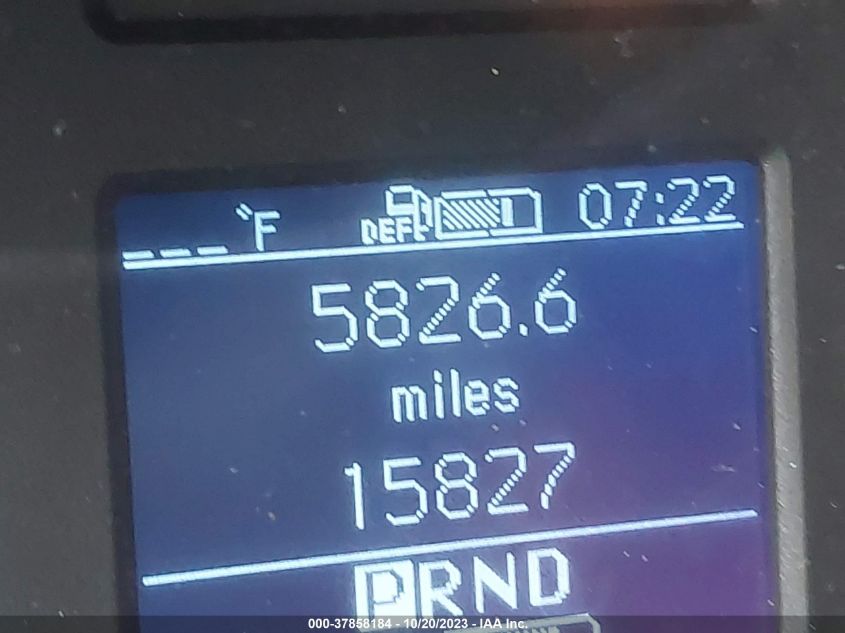 ---°F DEF 07:22
5826.6
miles
15827
PRND
000-37858184 - 10/20/2023 - IAA Inc.